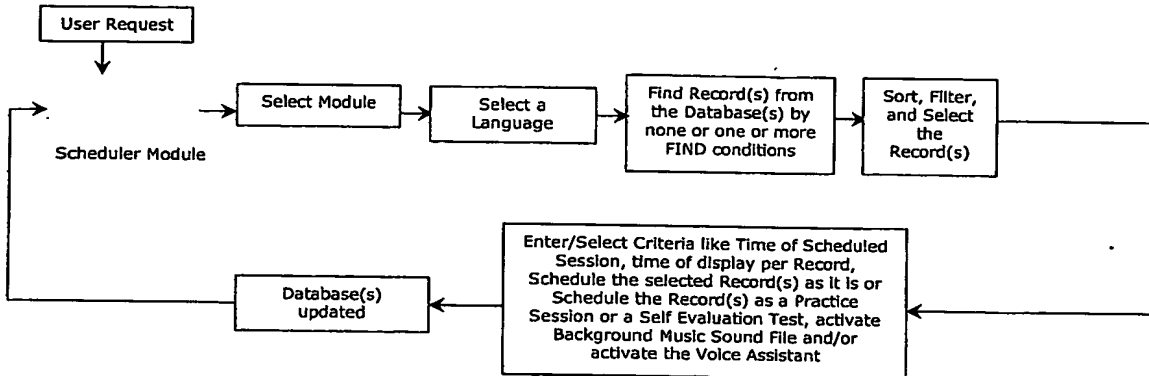 User Request
Scheduler Module
Select Module
Select a
Language
Find Record(s) from
the Database(s) by
none or one or more
FIND conditions
Sort, Filter,
and Select
the
Record(s)
Enter/Select Criteria like Time of Scheduled
Session, time of display per Record,
Schedule the selected Record(s) as it is or
Schedule the Record(s) as a Practice
Session or a Self Evaluation Test, activate
Background Music Sound File and/or
activate the Voice Assistant
Database(s)
updated